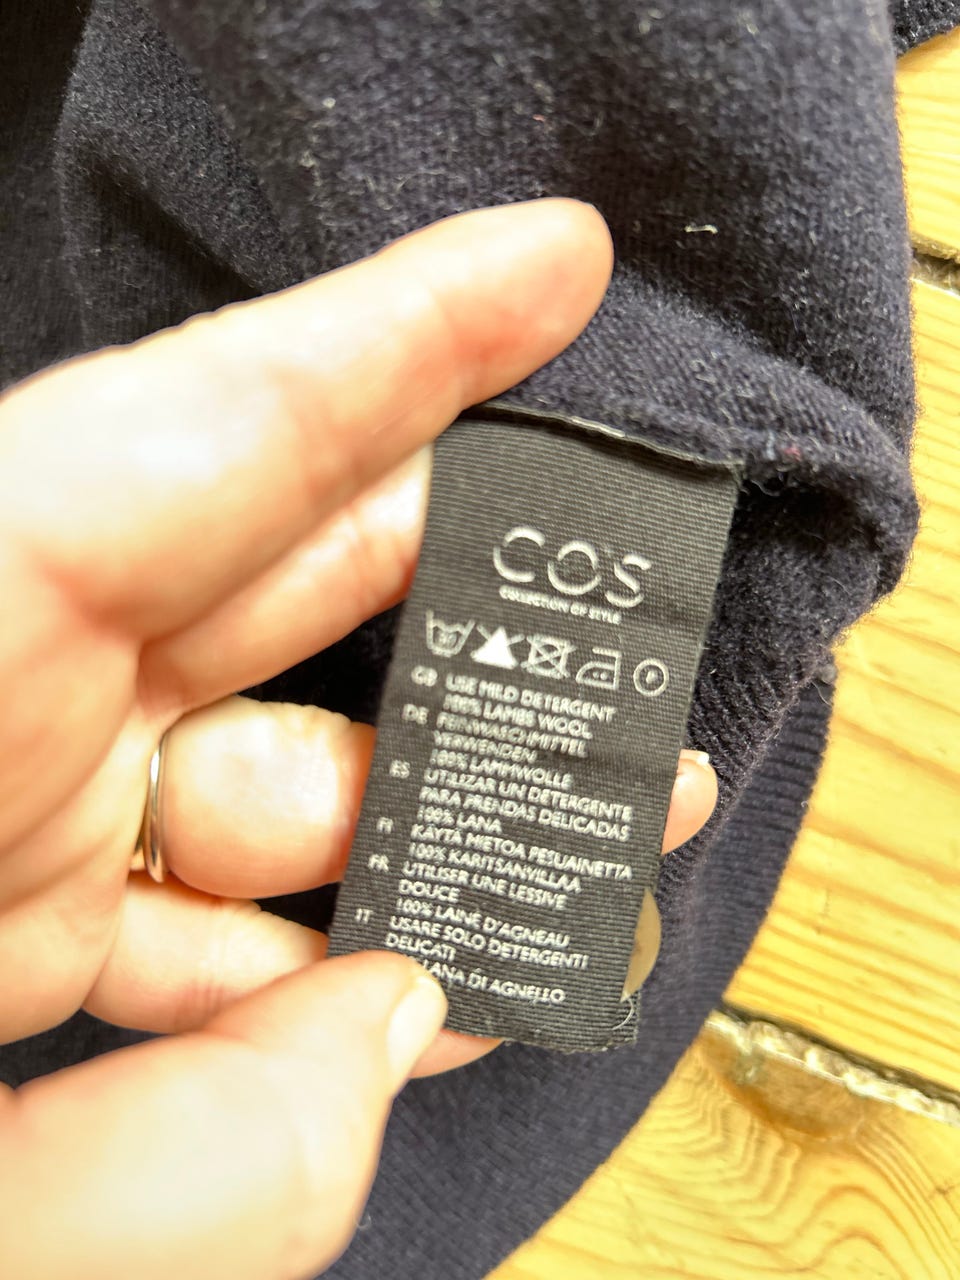 COS
COLLECTION OF STYLE
30 P
GB USE MILD DETERGENT
100% LAMBS WOOL
DE FEINWASCHMITTEL
VERWENDEN
100% LAMMWOLLE
ES UTILIZAR UN DETERGENTE
PARA PRENDAS DELICADAS
100% LANA
FI KÄYTÄ MIETOA PESUAINETTA
100% KARITSANVILLAA
FR UTILISER UNE LESSIVE
DOUCE
100% LAINE D'AGNEAU
IT USARE SOLO DETERGENTI
DELICATI
LANA DI AGNELLO